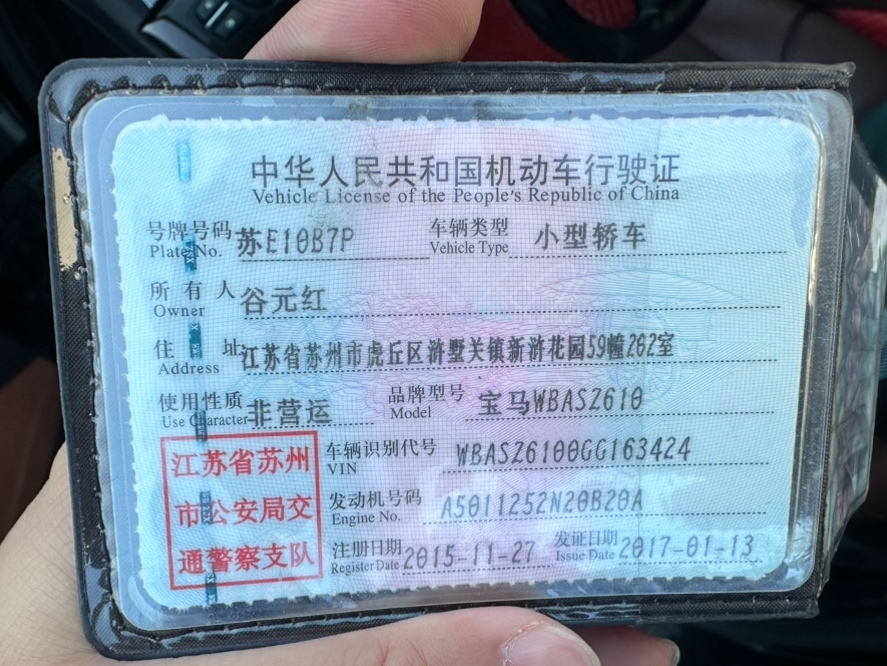 中华人民共和国机动车行驶证
Vehicle License of the People's Republic of China
号牌号码 苏E10B7P 车辆类型 小型轿车
Plate No. Vehicle Type
所有人 谷元红
Owner
住址 江苏省苏州市虎丘区浒墅关镇新浒花园59幢262室
Address
使用性质 非营运 品牌型号 宝马WBASZ610
Use Character Model
江苏省苏州 车辆识别代号 WBASZ6100GG163424
VIN
市公安局交 发动机号码 A5011252N20B20A
Engine No.
通警察支队 注册日期 2015-11-27 发证日期 2017-01-13
Register Date Issue Date